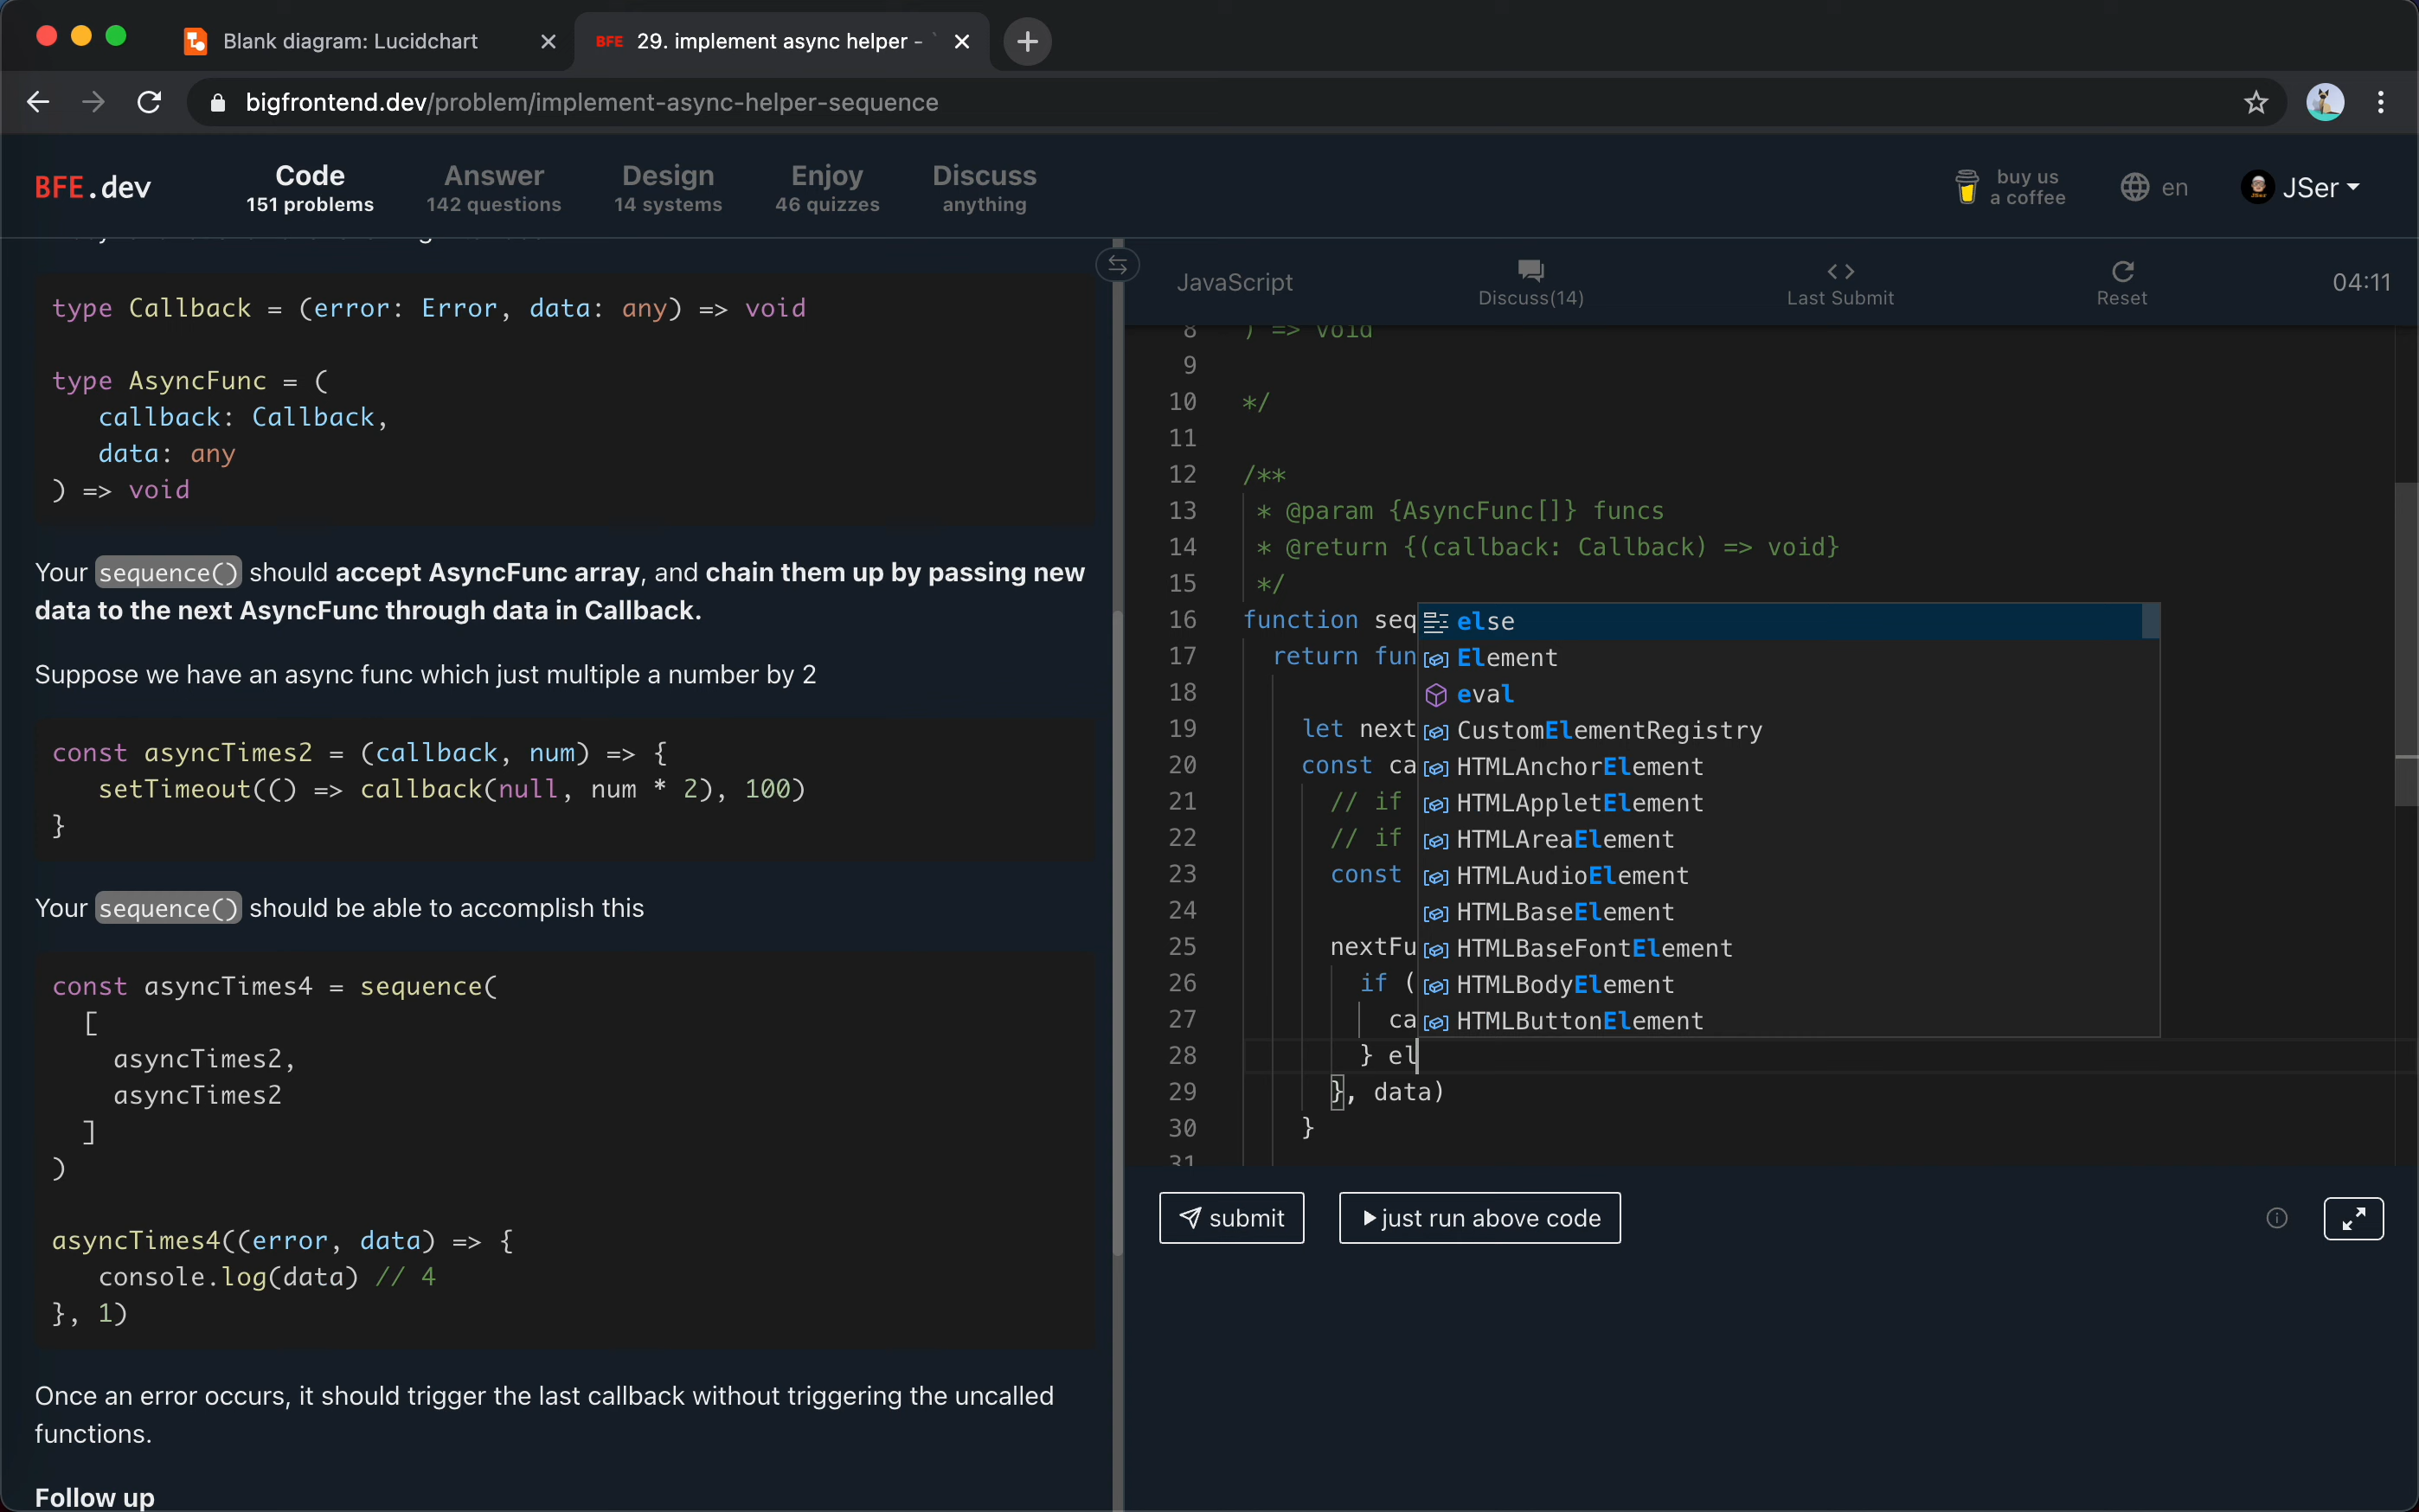 Blank diagram: Lucidchart
BFE 29. implement async helper - `
bigfrontend.dev/problem/implement-async-helper-sequence
BFE.dev
Code
151 problems
Answer
142 questions
Design
14 systems
Enjoy
46 quizzes
Discuss
anything
buy us
a coffee
en
JSer
type Callback = (error: Error, data: any) => void
type AsyncFunc = (
callback: Callback,
data: any
) => void
Your sequence() should accept AsyncFunc array, and chain them up by passing new
data to the next AsyncFunc through data in Callback.
Suppose we have an async func which just multiple a number by 2
const asyncTimes2 = (callback, num) => {
setTimeout(() => callback(null, num * 2), 100)
}
Your sequence() should be able to accomplish this
const asyncTimes4 = sequence(
[
asyncTimes2,
asyncTimes2
]
)
asyncTimes4((error, data) => {
console.log(data) // 4
}, 1)
Once an error occurs, it should trigger the last callback without triggering the uncalled
functions.
Follow up
JavaScript
Discuss(14)
Last Submit
Reset
04:11
8 ) => void
9
10 */
11
12 /**
13 * @param {AsyncFunc[]} funcs
14 * @return {(callback: Callback) => void}
15 */
16 function seq
17 return fun
18
19 let next
20 const ca
21 // if
22 // if
23 const
24
25 nextFu
26 if (
27 ca
28 } el
29 }, data)
30 }
31
else
Element
eval
CustomElementRegistry
HTMLAnchorElement
HTMLAppletElement
HTMLAreaElement
HTMLAudioElement
HTMLBaseElement
HTMLBaseFontElement
HTMLBodyElement
HTMLButtonElement
submit
just run above code